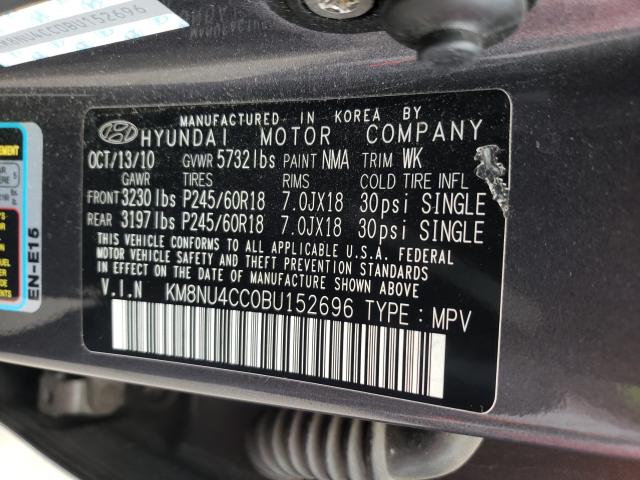 NU4CC0BU152696
MANUFACTURED IN KOREA BY
HYUNDAI MOTOR COMPANY
OCT/13/10 GVWR 5732lbs PAINT NMA TRIM WK
GAWR TIRES RIMS COLD TIRE INFL
FRONT 3230lbs P245/60R18 7.0JX18 30psi SINGLE
REAR 3197lbs P245/60R18 7.0JX18 30psi SINGLE
THIS VEHICLE CONFORMS TO ALL APPLICABLE U.S.A. FEDERAL
MOTOR VEHICLE SAFETY AND THEFT PREVENTION STANDARDS
IN EFFECT ON THE DATE OF MANUFACTURE SHOWN ABOVE
V.I.N KM8NU4CC0BU152696 TYPE : MPV
EN-E15